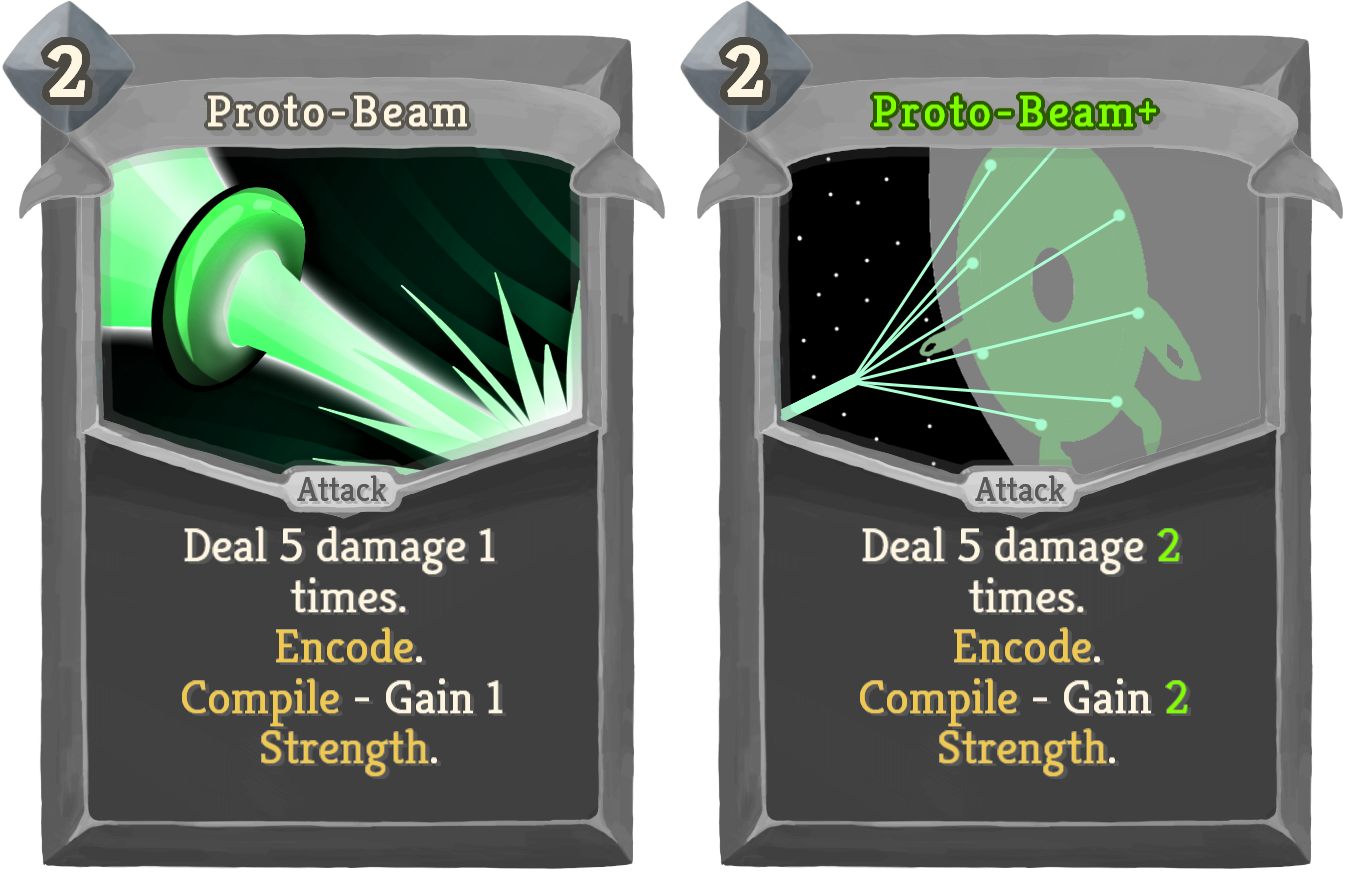 2
Proto-Beam
Attack
Deal 5 damage 1
times.
Encode.
Compile - Gain 1
Strength.
2
Proto-Beam+
Attack
Deal 5 damage 2
times.
Encode.
Compile - Gain 2
Strength.